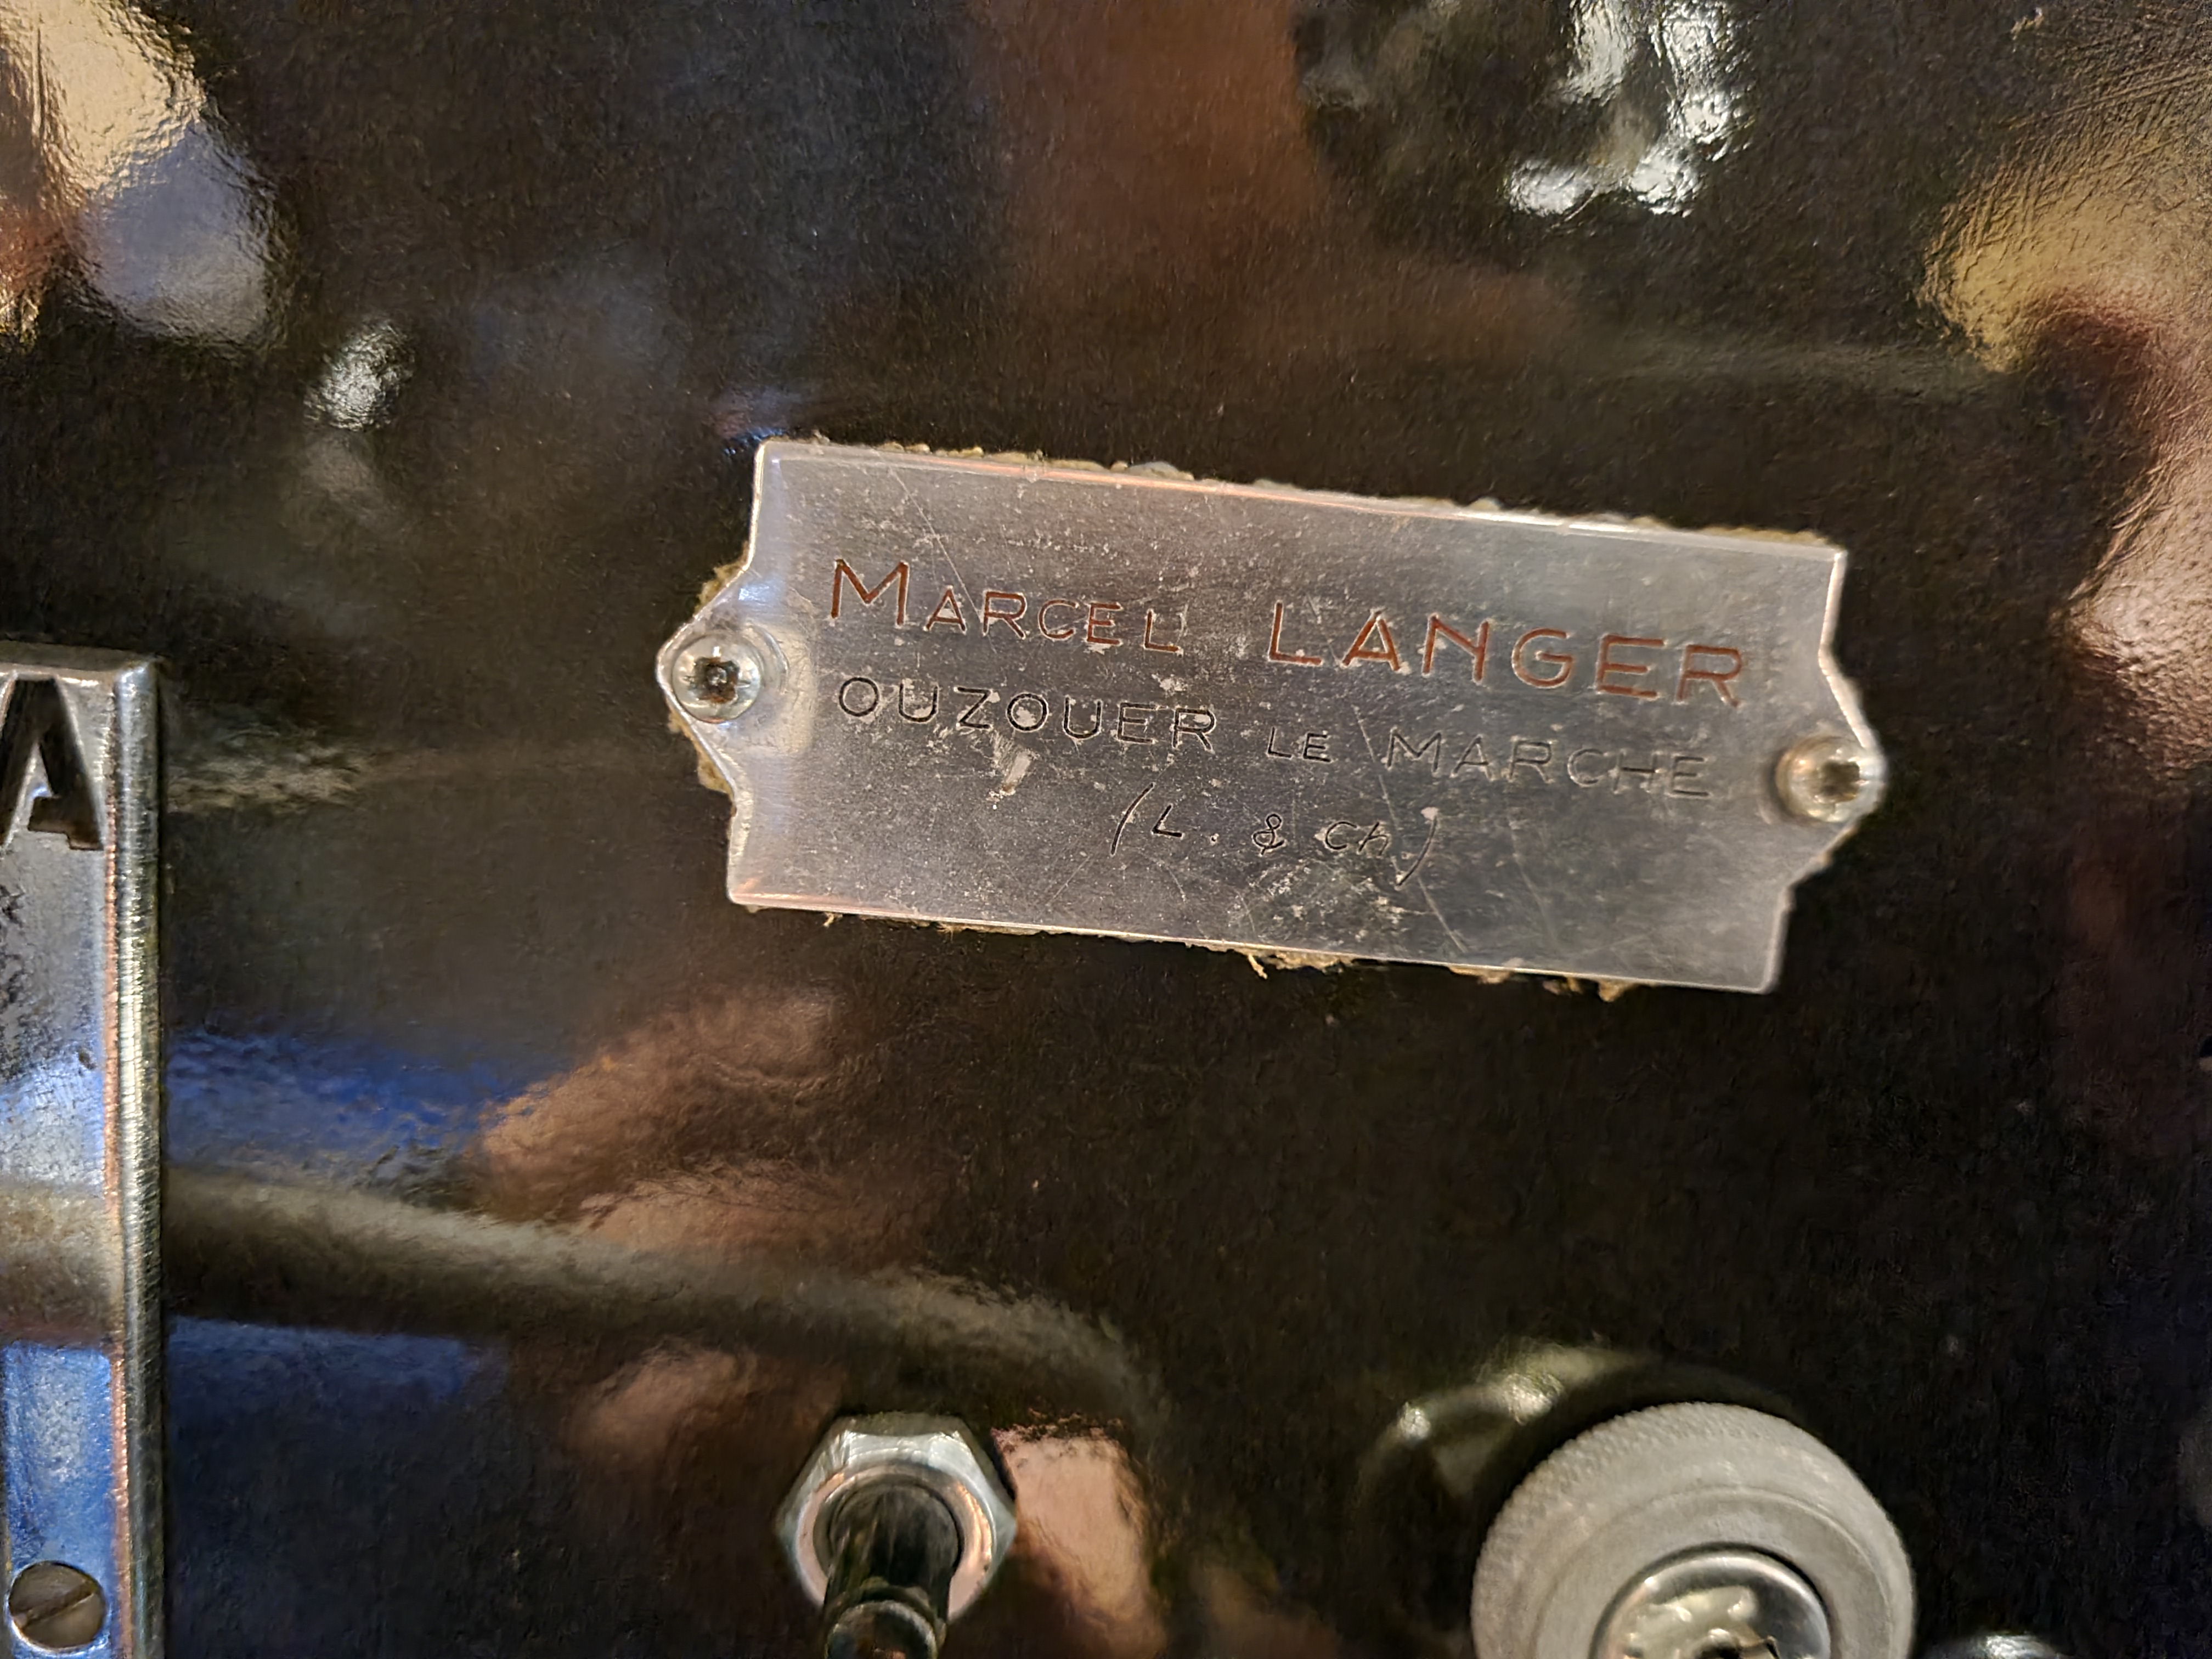 MARCEL LANGER
OUZOUER LE MARCHE
(L. & Ch)
A